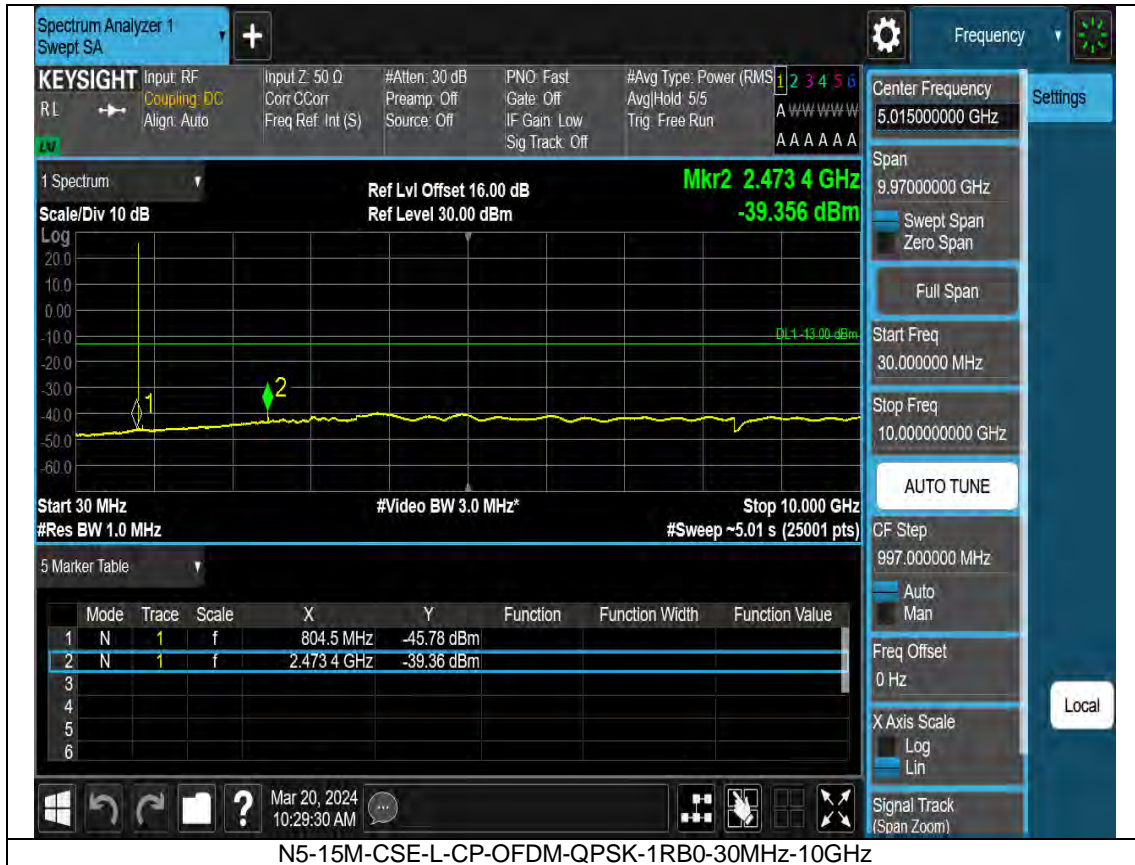 Spectrum Analyzer 1
Swept SA
+
Frequency
KEYSIGHT
RL
Input: RF
Coupling: DC
Align: Auto
Input Z: 50 Ω
Corr CCorr
Freq Ref: Int (S)
#Atten: 30 dB
Preamp: Off
Source: Off
PNO: Fast
Gate: Off
IF Gain: Low
Sig Track: Off
#Avg Type: Power (RMS
Avg|Hold: 5/5
Trig: Free Run
1 2 3 4 5 6
A W W W W W
A A A A A A
1 Spectrum
Scale/Div 10 dB
Ref Lvl Offset 16.00 dB
Ref Level 30.00 dBm
Mkr2 2.473 4 GHz
-39.356 dBm
Log
20.0
10.0
0.00
-10.0
-20.0
-30.0
-40.0
-50.0
-60.0
DL1 -13.00 dBm
1
2
Start 30 MHz
#Video BW 3.0 MHz*
Stop 10.000 GHz
#Res BW 1.0 MHz
#Sweep ~5.01 s (25001 pts)
5 Marker Table
Mode Trace Scale X Y Function Function Width Function Value
1 N 1 f 804.5 MHz -45.78 dBm
2 N 1 f 2.473 4 GHz -39.36 dBm
3
4
5
6
?
Mar 20, 2024
10:29:30 AM
Center Frequency
5.015000000 GHz
Settings
Span
9.97000000 GHz
Swept Span
Zero Span
Full Span
Start Freq
30.000000 MHz
Stop Freq
10.000000000 GHz
AUTO TUNE
CF Step
997.000000 MHz
Auto
Man
Freq Offset
0 Hz
X Axis Scale
Log
Lin
Local
Signal Track
(Span Zoom)
N5-15M-CSE-L-CP-OFDM-QPSK-1RB0-30MHz-10GHz